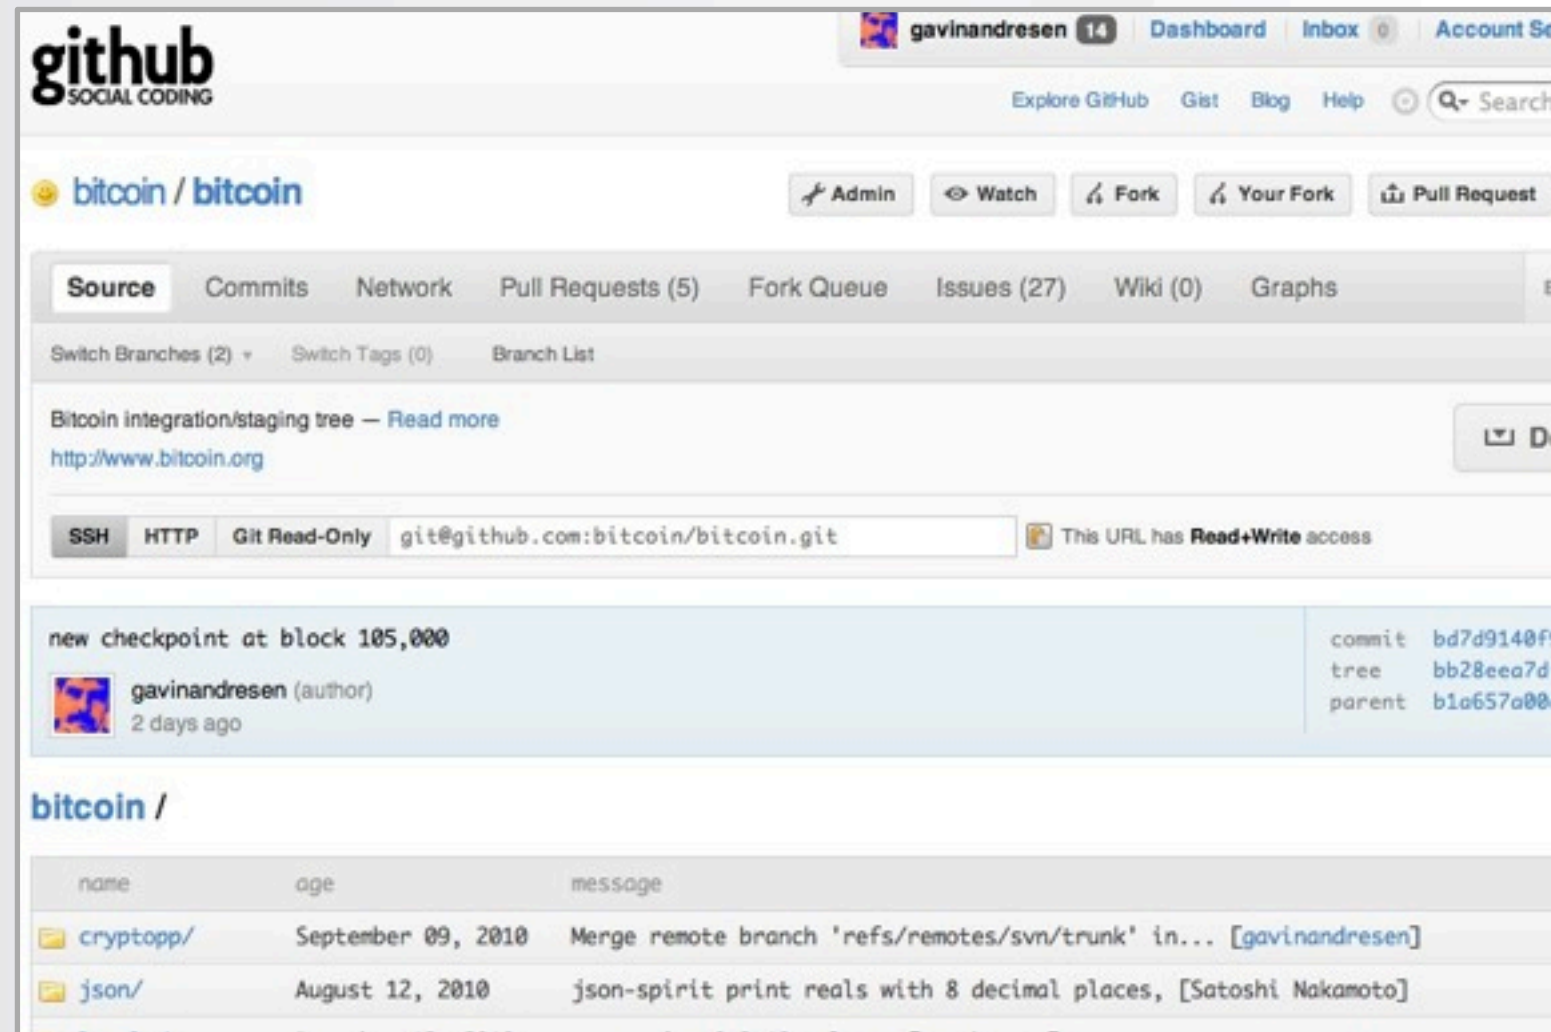 github
SOCIAL CODING
gavinandresen 14 Dashboard Inbox 0 Account
Explore GitHub Gist Blog Help Search
bitcoin / bitcoin
Admin Watch Fork Your Fork Pull Request
Source Commits Network Pull Requests (5) Fork Queue Issues (27) Wiki (0) Graphs
Switch Branches (2) Switch Tags (0) Branch List
Bitcoin integration/staging tree — Read more
http://www.bitcoin.org
SSH HTTP Git Read-Only git@github.com:bitcoin/bitcoin.git This URL has Read+Write access
new checkpoint at block 105,000
commit bd7d9140f
gavinandresen (author)
tree bb28eea7d
2 days ago
parent b1a657a00
bitcoin /
name age message
cryptopp/ September 09, 2010 Merge remote branch 'refs/remotes/svn/trunk' in... [gavinandresen]
json/ August 12, 2010 json-spirit print reals with 8 decimal places, [Satoshi Nakamoto]